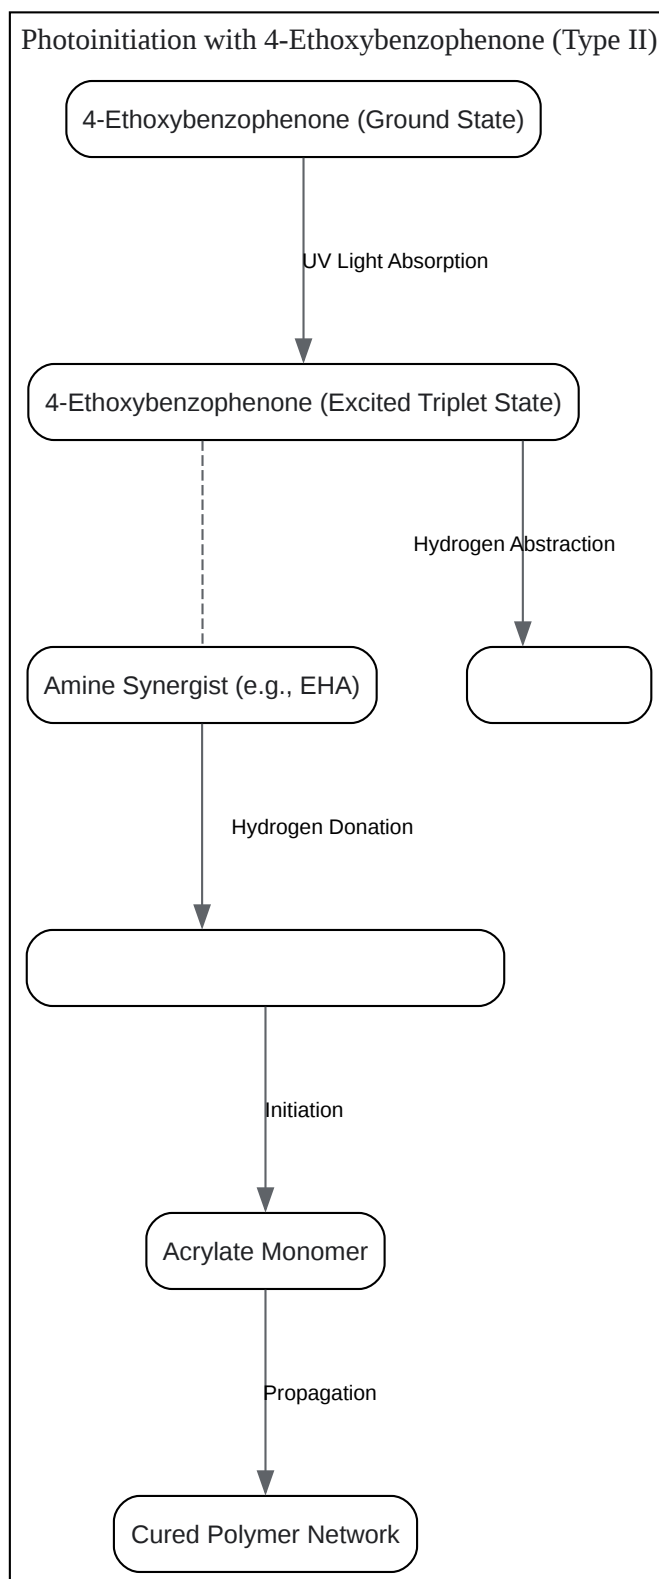 Photoinitiation with 4-Ethoxybenzophenone (Type II)
4-Ethoxybenzophenone (Ground State)
UV Light Absorption
4-Ethoxybenzophenone (Excited Triplet State)
Hydrogen Abstraction
Amine Synergist (e.g., EHA)
Hydrogen Donation
Initiation
Acrylate Monomer
Propagation
Cured Polymer Network